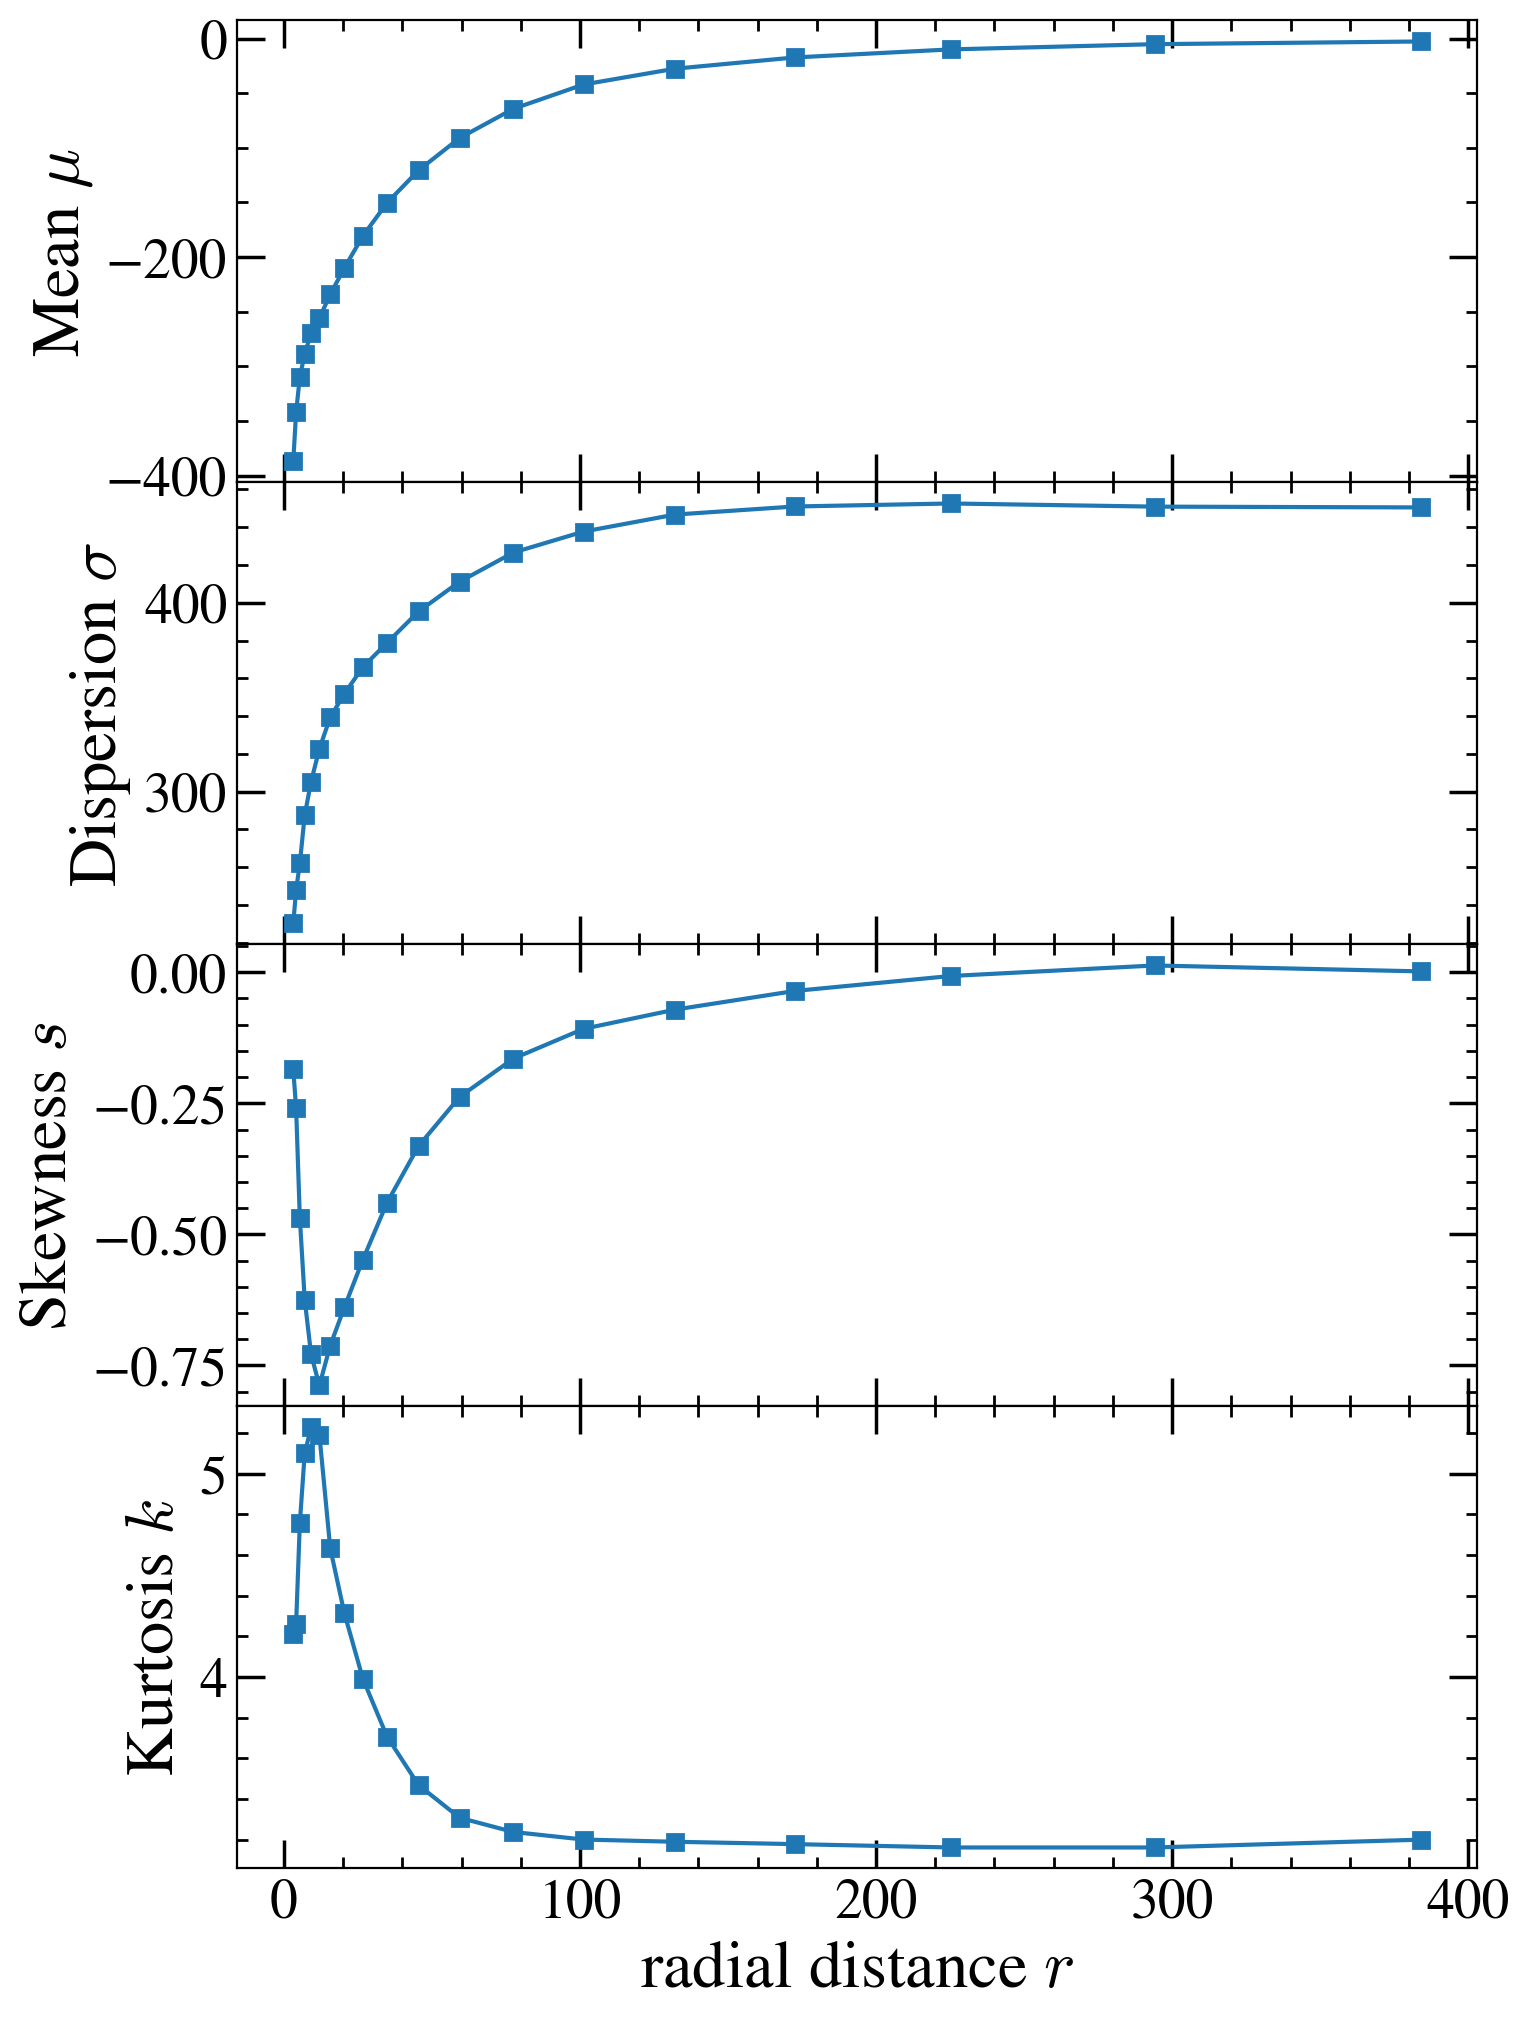 Mean μ
0
−200
−400
Dispersion σ
400
300
Skewness s
0.00
−0.25
−0.50
−0.75
Kurtosis k
5
4
0 100 200 300 400
radial distance r